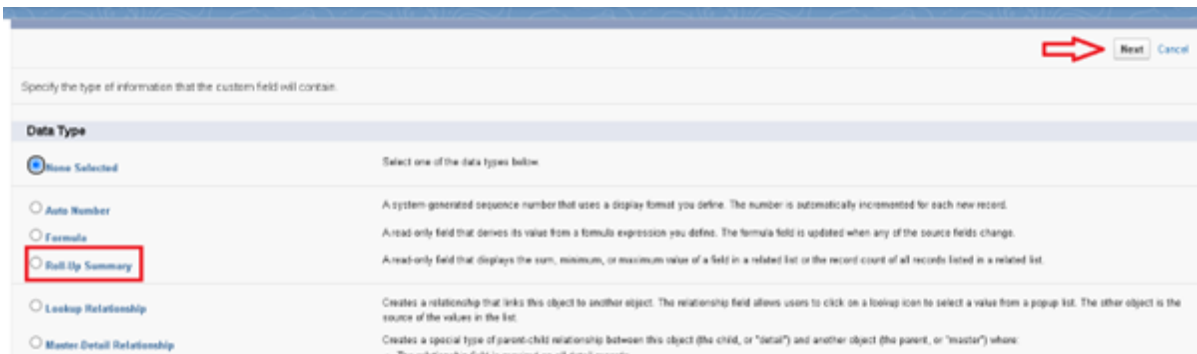 Next Cancel
Specify the type of information that the custom field will contain.
Data Type
None Selected Select one of the data types below.
Auto Number A system-generated sequence number that uses a display format you define. The number is automatically incremented for each new record.
Formula A read-only field that derives its value from a formula expression you define. The formula field is updated when any of the source fields change.
Roll-Up Summary A read-only field that displays the sum, minimum, or maximum value of a field in a related list or the record count of all records listed in a related list.
Lookup Relationship Creates a relationship that links this object to another object. The relationship field allows users to click on a lookup icon to select a value from a popup list. The other object is the
source of the values in the list.
Master-Detail Relationship Creates a special type of parent-child relationship between this object (the child, or "detail") and another object (the parent, or "master") where: